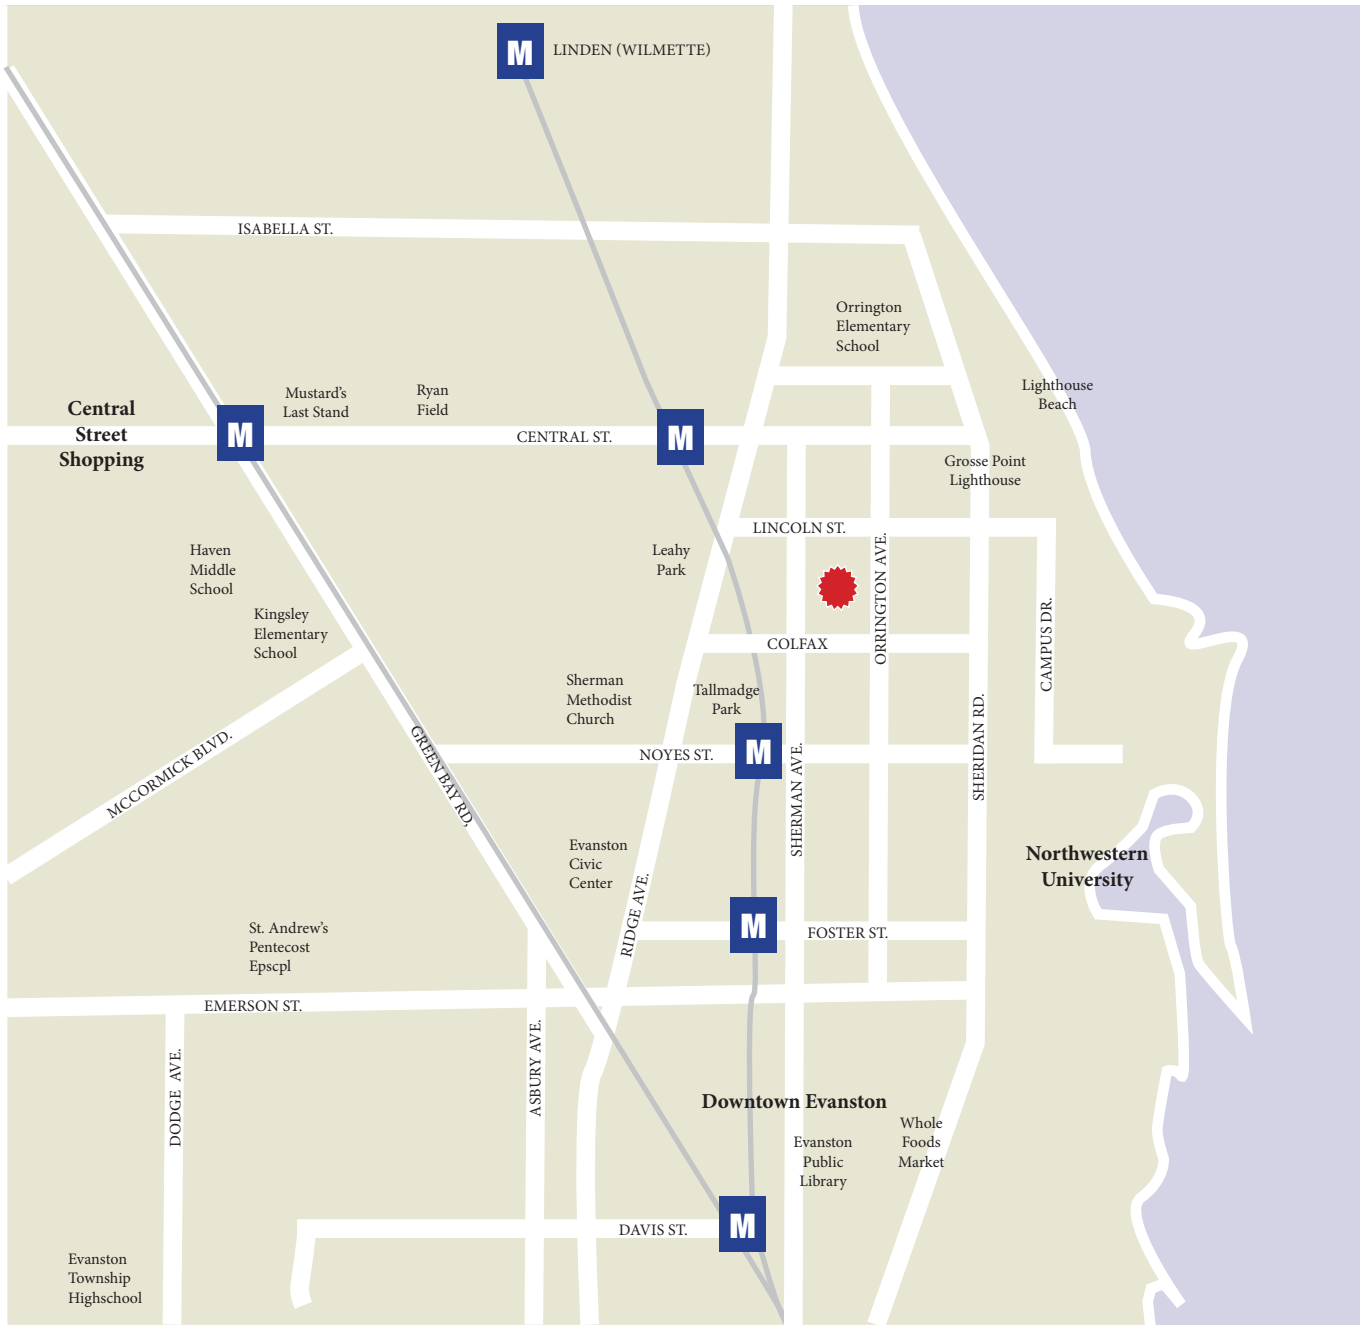 M
LINDEN (WILMETTE)
ISABELLA ST.
Orrington
Elementary
School
Lighthouse
Beach
Mustard’s
Last Stand
Ryan
Field
Central
Street
Shopping
M
CENTRAL ST.
M
Grosse Point
Lighthouse
LINCOLN ST.
Haven
Middle
School
Leahy
Park
ORRINGTON AVE.
Kingsley
Elementary
School
COLFAX
CAMPUS DR.
Sherman
Methodist
Church
Tallmadge
Park
SHERIDAN RD.
MCCORMICK BLVD.
GREEN BAY RD,
NOYES ST.
M
SHERMAN AVE.
Evanston
Civic
Center
Northwestern
University
RIDGE AVE.
M
FOSTER ST.
St. Andrew’s
Pentecost
Epscpl
EMERSON ST.
DODGE AVE.
ASBURY AVE.
Downtown Evanston
Evanston
Public
Library
Whole
Foods
Market
DAVIS ST.
M
Evanston
Township
Highschool